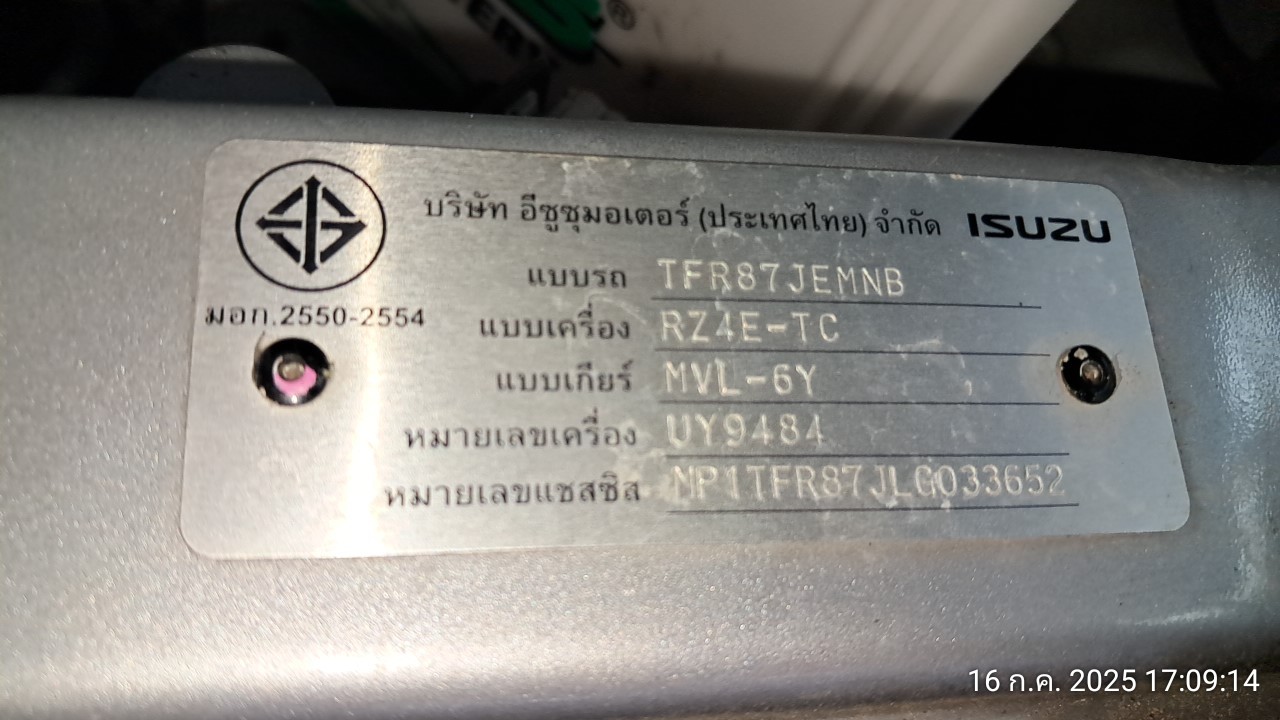 ®
บริษัท อีซูซุมอเตอร์ (ประเทศไทย) จำกัด ISUZU
มอก.2550-2554
แบบรถ TFR87JEMNB
แบบเครื่อง RZ4E-TC
แบบเกียร์ MVL-6Y
หมายเลขเครื่อง UY9484
หมายเลขแชสซิส MP1TFR87JLG033652
16 ก.ค. 2025 17:09:14